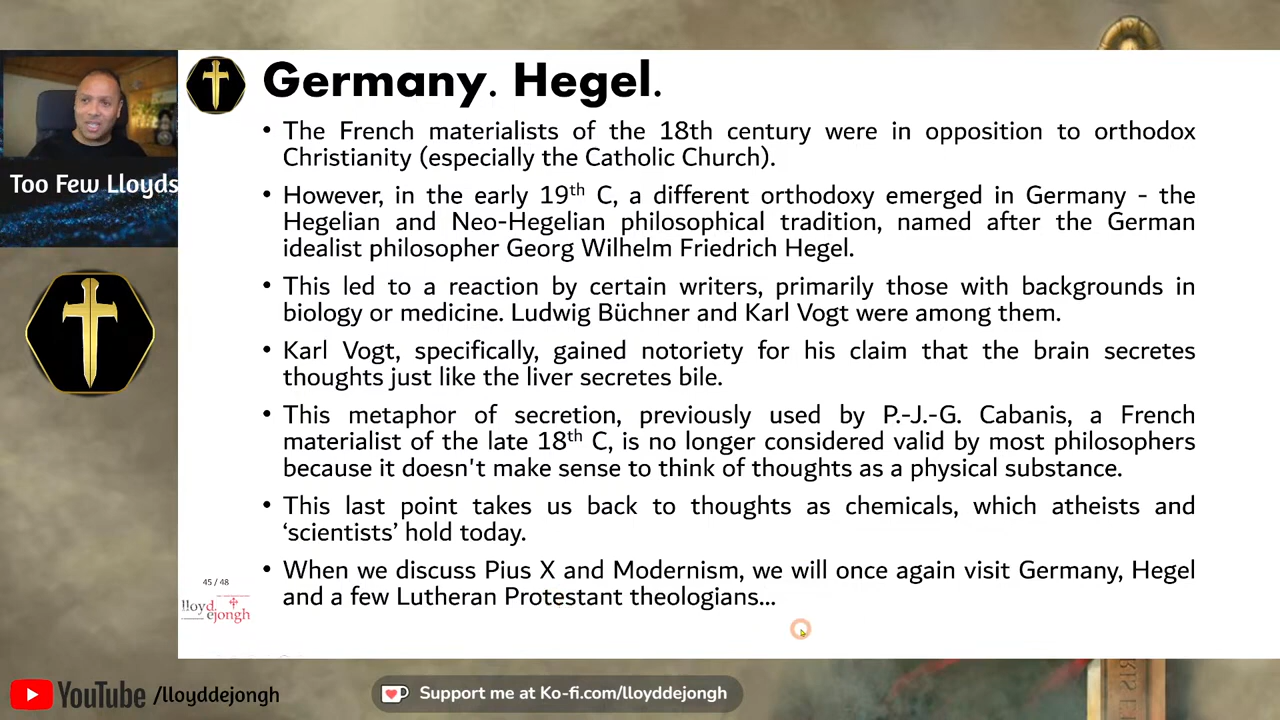 Germany. Hegel.
• The French materialists of the 18th century were in opposition to orthodox
Christianity (especially the Catholic Church).
• However, in the early 19th C, a different orthodoxy emerged in Germany - the
Hegelian and Neo-Hegelian philosophical tradition, named after the German
idealist philosopher Georg Wilhelm Friedrich Hegel.
• This led to a reaction by certain writers, primarily those with backgrounds in
biology or medicine. Ludwig Büchner and Karl Vogt were among them.
• Karl Vogt, specifically, gained notoriety for his claim that the brain secretes
thoughts just like the liver secretes bile.
• This metaphor of secretion, previously used by P.-J.-G. Cabanis, a French
materialist of the late 18th C, is no longer considered valid by most philosophers
because it doesn't make sense to think of thoughts as a physical substance.
• This last point takes us back to thoughts as chemicals, which atheists and
‘scientists’ hold today.
• When we discuss Pius X and Modernism, we will once again visit Germany, Hegel
and a few Lutheran Protestant theologians...
Too Few Lloyds
45 / 48
lloyd
ejongh
YouTube /lloyddejongh
Support me at Ko-fi.com/lloyddejongh